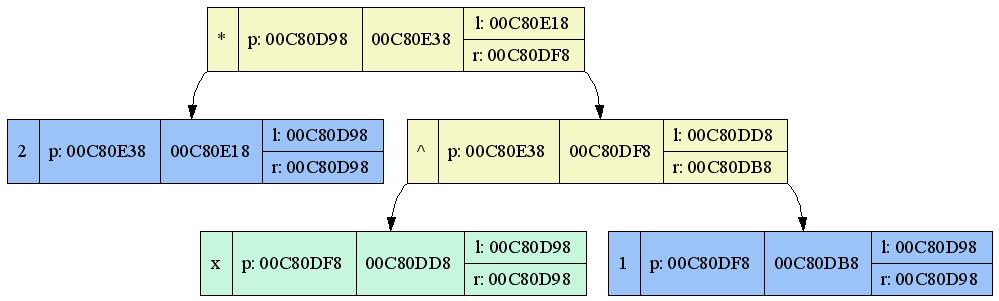 * p: 00C80D98 00C80E38 l: 00C80E18
r: 00C80DF8
2 p: 00C80E38 00C80E18 l: 00C80D98
r: 00C80D98
^ p: 00C80E38 00C80DF8 l: 00C80DD8
r: 00C80DB8
x p: 00C80DF8 00C80DD8 l: 00C80D98
r: 00C80D98
1 p: 00C80DF8 00C80DB8 l: 00C80D98
r: 00C80D98